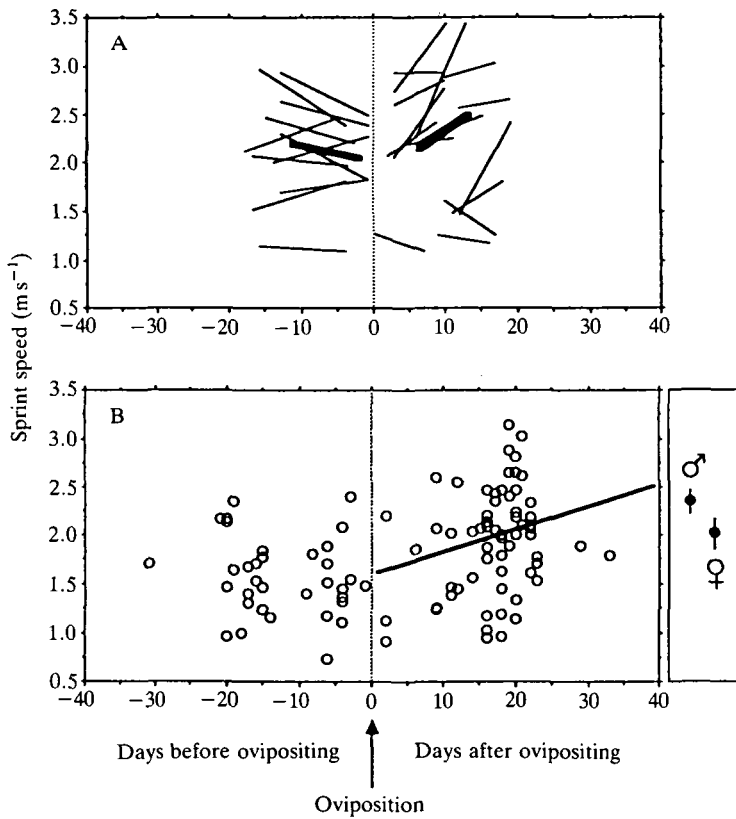 3.5
A
3.0
2.5
2.0
1.5
1.0
0.5
−40 −30 −20 −10 0 10 20 30 40
Sprint speed (m s⁻¹)
3.5
B
3.0
2.5
2.0
1.5
1.0
0.5
−40 −30 −20 −10 0 10 20 30 40
♂
♀
Days before ovipositing Days after ovipositing
Oviposition